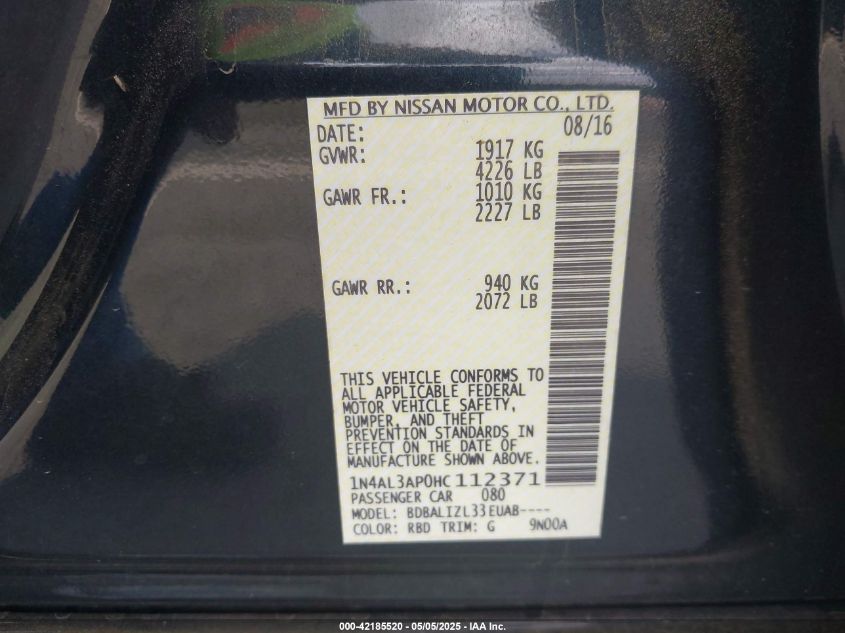 MFD BY NISSAN MOTOR CO., LTD.
DATE: 08/16
GVWR: 1917 KG
4226 LB
GAWR FR.: 1010 KG
2227 LB
GAWR RR.: 940 KG
2072 LB
THIS VEHICLE CONFORMS TO
ALL APPLICABLE FEDERAL
MOTOR VEHICLE SAFETY,
BUMPER, AND THEFT
PREVENTION STANDARDS IN
EFFECT ON THE DATE OF
MANUFACTURE SHOWN ABOVE.
1N4AL3AP0HC112371
PASSENGER CAR 080
MODEL: BDBALIZL33EUAB----
COLOR: RBD TRIM: G 9N00A
000-42185520 - 05/05/2025 - IAA Inc.